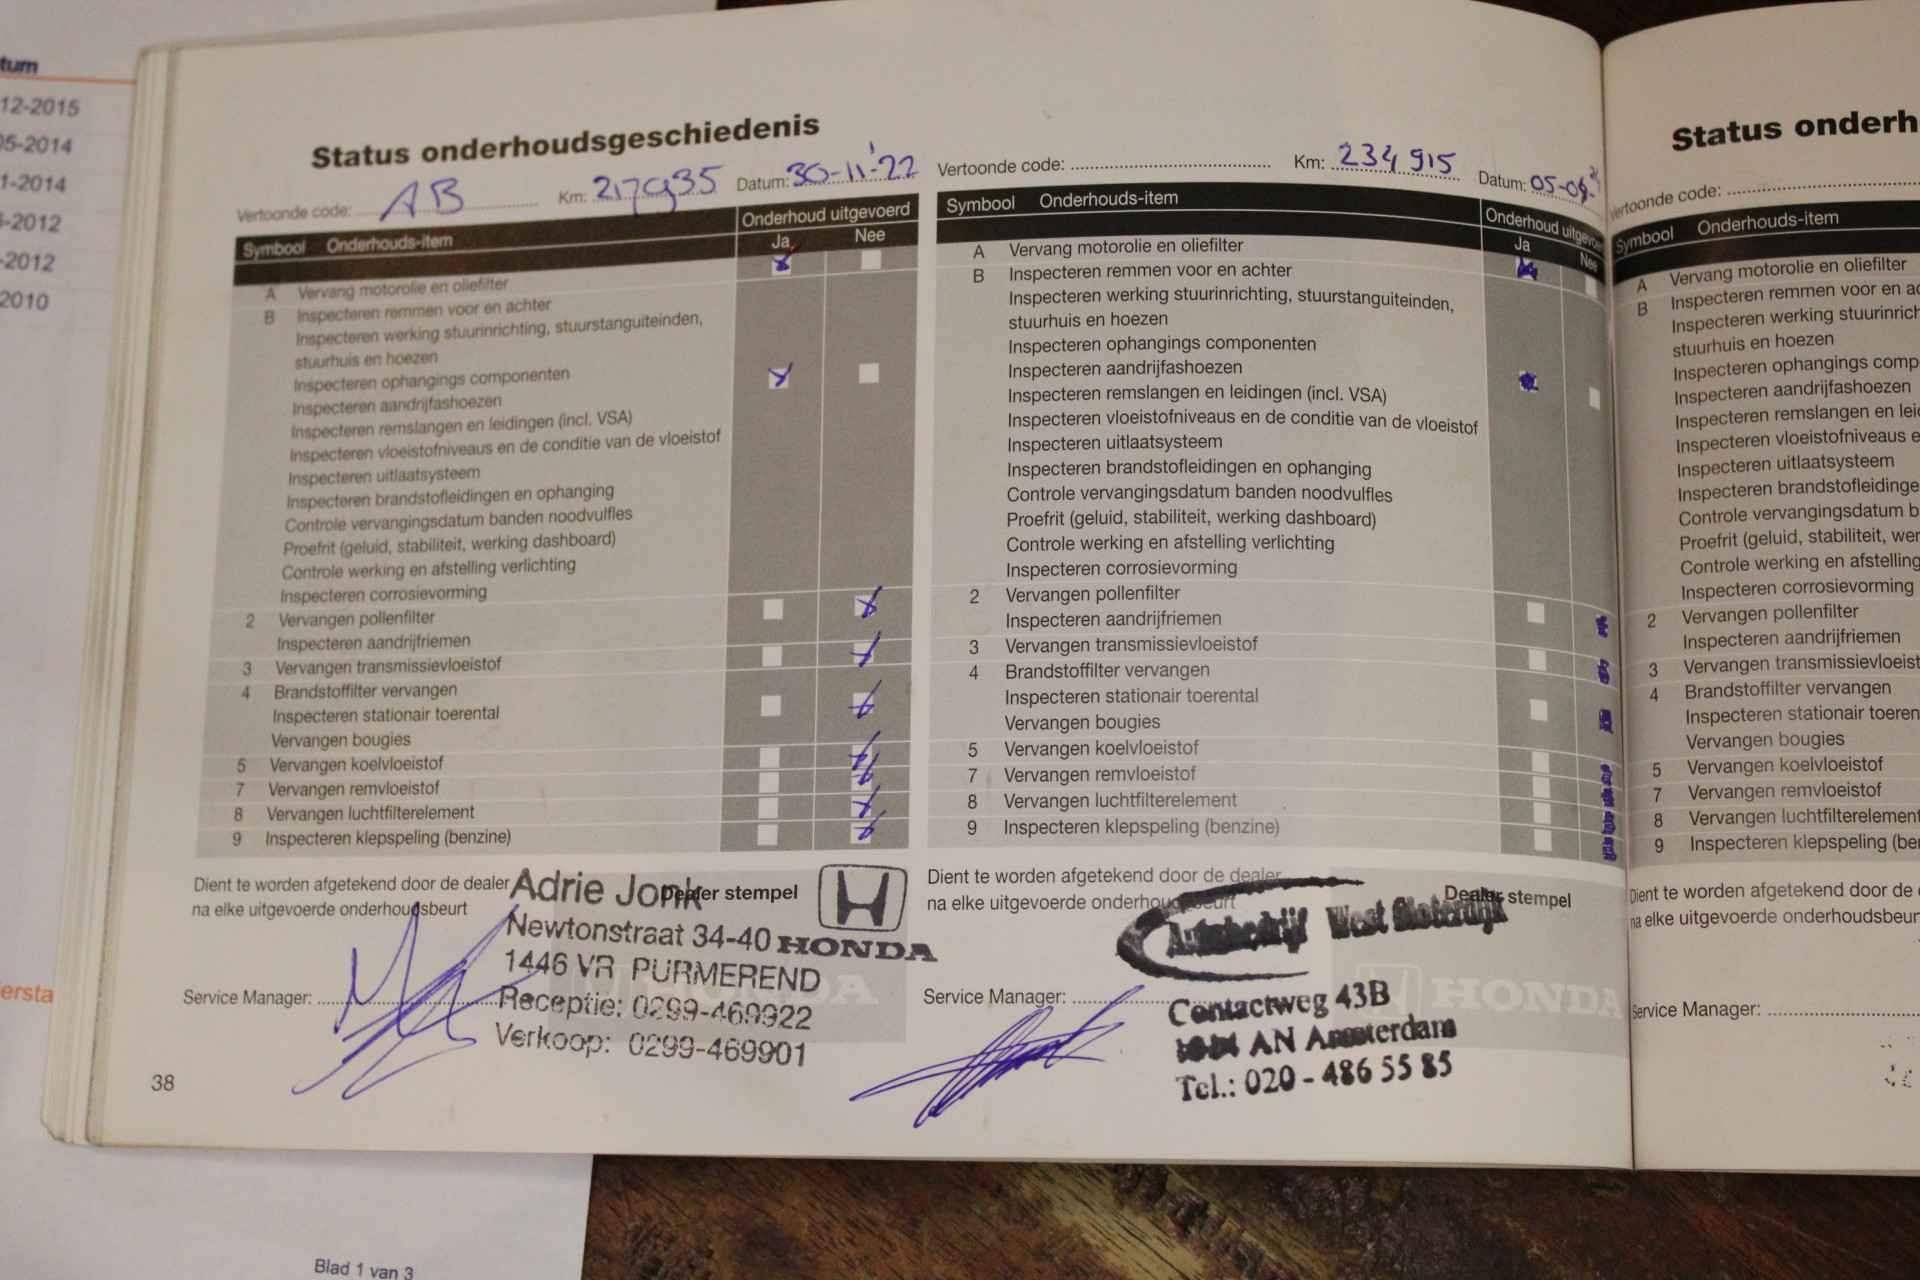 tum
12-2015
05-2014
1-2014
-2012
-2012
2010
ersta
Blad 1 van 3
Status onderhoudsgeschiedenis
Vertoonde code: AB Km: 217935 Datum: 30-11-'22
Symbool Onderhouds-item Onderhoud uitgevoerd
Ja Nee
A Vervang motorolie en oliefilter
B Inspecteren remmen voor en achter
Inspecteren werking stuurinrichting, stuurstanguiteinden,
stuurhuis en hoezen
Inspecteren ophangings componenten
Inspecteren aandrijfashoezen
Inspecteren remslangen en leidingen (incl. VSA)
Inspecteren vloeistofniveaus en de conditie van de vloeistof
Inspecteren uitlaatsysteem
Inspecteren brandstofleidingen en ophanging
Controle vervangingsdatum banden noodvulfles
Proefrit (geluid, stabiliteit, werking dashboard)
Controle werking en afstelling verlichting
Inspecteren corrosievorming
2 Vervangen pollenfilter
Inspecteren aandrijfriemen
3 Vervangen transmissievloeistof
4 Brandstoffilter vervangen
Inspecteren stationair toerental
Vervangen bougies
5 Vervangen koelvloeistof
7 Vervangen remvloeistof
8 Vervangen luchtfilterelement
9 Inspecteren klepspeling (benzine)
Dient te worden afgetekend door de dealer
na elke uitgevoerde onderhoudsbeurt
Dealer stempel
Adrie Jonk
Newtonstraat 34-40 HONDA
1446 VR PURMEREND
Receptie: 0299-469922
Verkoop: 0299-469901
Service Manager:
38
Vertoonde code: Km: 234915 Datum: 05-0
Symbool Onderhouds-item Onderhoud uitgevoerd
Ja Nee
A Vervang motorolie en oliefilter
B Inspecteren remmen voor en achter
Inspecteren werking stuurinrichting, stuurstanguiteinden,
stuurhuis en hoezen
Inspecteren ophangings componenten
Inspecteren aandrijfashoezen
Inspecteren remslangen en leidingen (incl. VSA)
Inspecteren vloeistofniveaus en de conditie van de vloeistof
Inspecteren uitlaatsysteem
Inspecteren brandstofleidingen en ophanging
Controle vervangingsdatum banden noodvulfles
Proefrit (geluid, stabiliteit, werking dashboard)
Controle werking en afstelling verlichting
Inspecteren corrosievorming
2 Vervangen pollenfilter
Inspecteren aandrijfriemen
3 Vervangen transmissievloeistof
4 Brandstoffilter vervangen
Inspecteren stationair toerental
Vervangen bougies
5 Vervangen koelvloeistof
7 Vervangen remvloeistof
8 Vervangen luchtfilterelement
9 Inspecteren klepspeling (benzine)
Dient te worden afgetekend door de dealer
na elke uitgevoerde onderhoudsbeurt
Dealer stempel
Autobedrijf West Sloterdijk
HONDA
Contactweg 43B
AN Amsterdam
Tel.: 020 - 486 55 85
Service Manager:
Status onderh
Vertoonde code:
Symbool Onderhouds-item
A Vervang motorolie en oliefilter
B Inspecteren remmen voor en ac
Inspecteren werking stuurinrich
stuurhuis en hoezen
Inspecteren ophangings comp
Inspecteren aandrijfashoezen
Inspecteren remslangen en leid
Inspecteren vloeistofniveaus e
Inspecteren uitlaatsysteem
Inspecteren brandstofleidinge
Controle vervangingsdatum b
Proefrit (geluid, stabiliteit, wer
Controle werking en afstelling
Inspecteren corrosievorming
2 Vervangen pollenfilter
Inspecteren aandrijfriemen
3 Vervangen transmissievloeist
4 Brandstoffilter vervangen
Inspecteren stationair toeren
Vervangen bougies
5 Vervangen koelvloeistof
7 Vervangen remvloeistof
8 Vervangen luchtfilterelement
9 Inspecteren klepspeling (be
Dient te worden afgetekend door de
na elke uitgevoerde onderhoudsbeur
Service Manager: